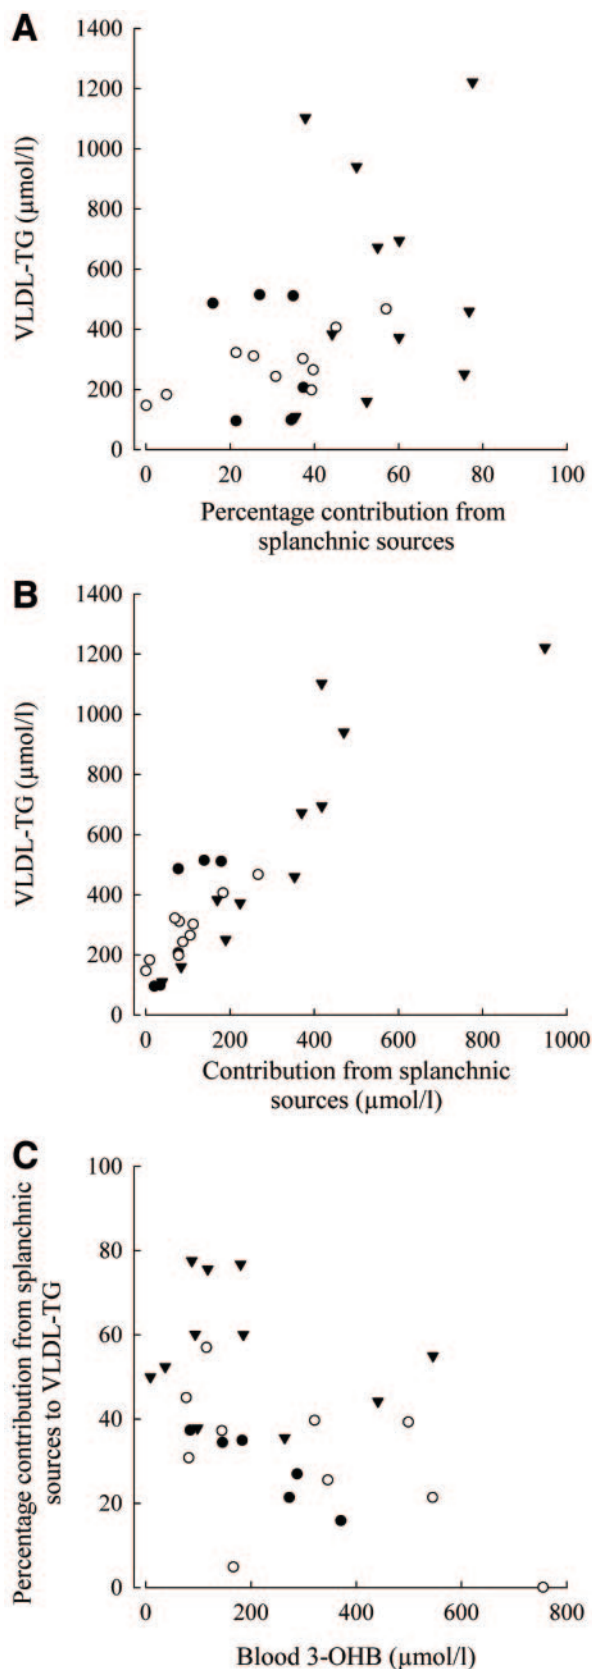 A
1400
1200
1000
800
600
400
200
0
VLDL-TG (µmol/l)
0 20 40 60 80 100
Percentage contribution from
splanchnic sources
B
1400
1200
1000
800
600
400
200
0
VLDL-TG (µmol/l)
0 200 400 600 800 1000
Contribution from splanchnic
sources (µmol/l)
C
100
80
60
40
20
0
Percentage contribution from splanchnic
sources to VLDL-TG
0 200 400 600 800
Blood 3-OHB (µmol/l)